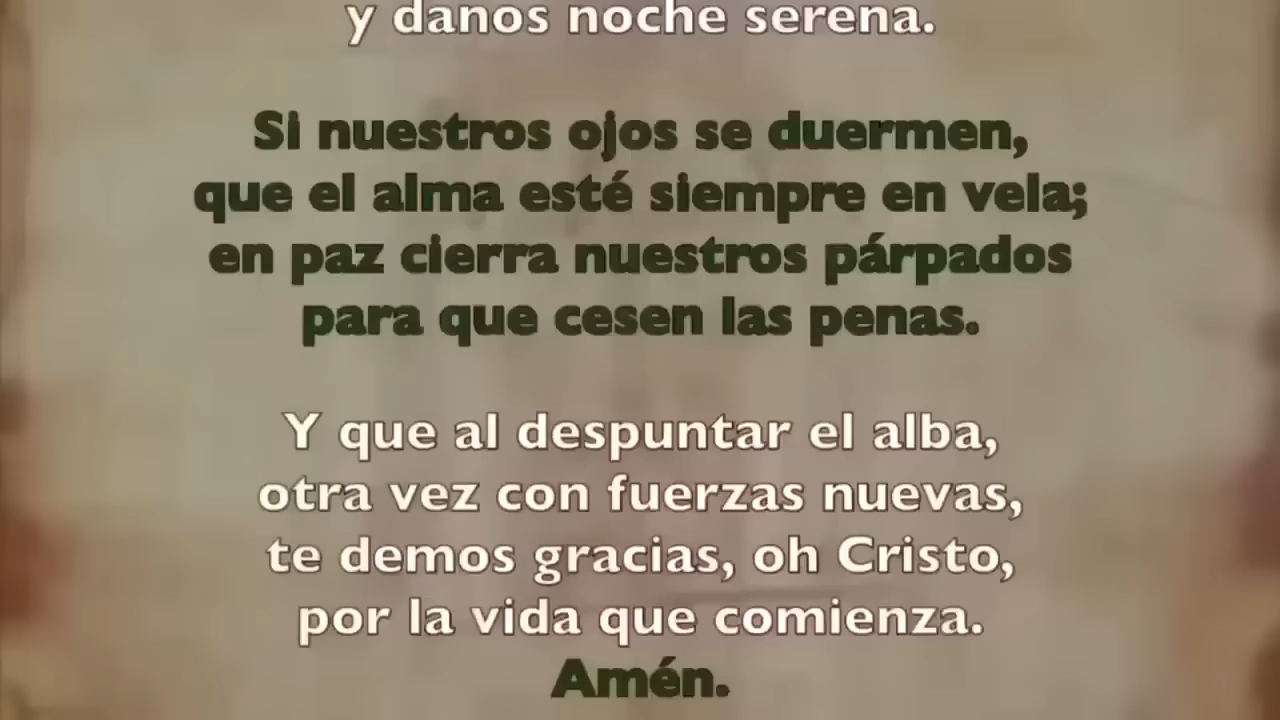 y danos noche serena.
Si nuestros ojos se duermen,
que el alma esté siempre en vela;
en paz cierra nuestros párpados
para que cesen las penas.
Y que al despuntar el alba,
otra vez con fuerzas nuevas,
te demos gracias, oh Cristo,
por la vida que comienza.
Amén.